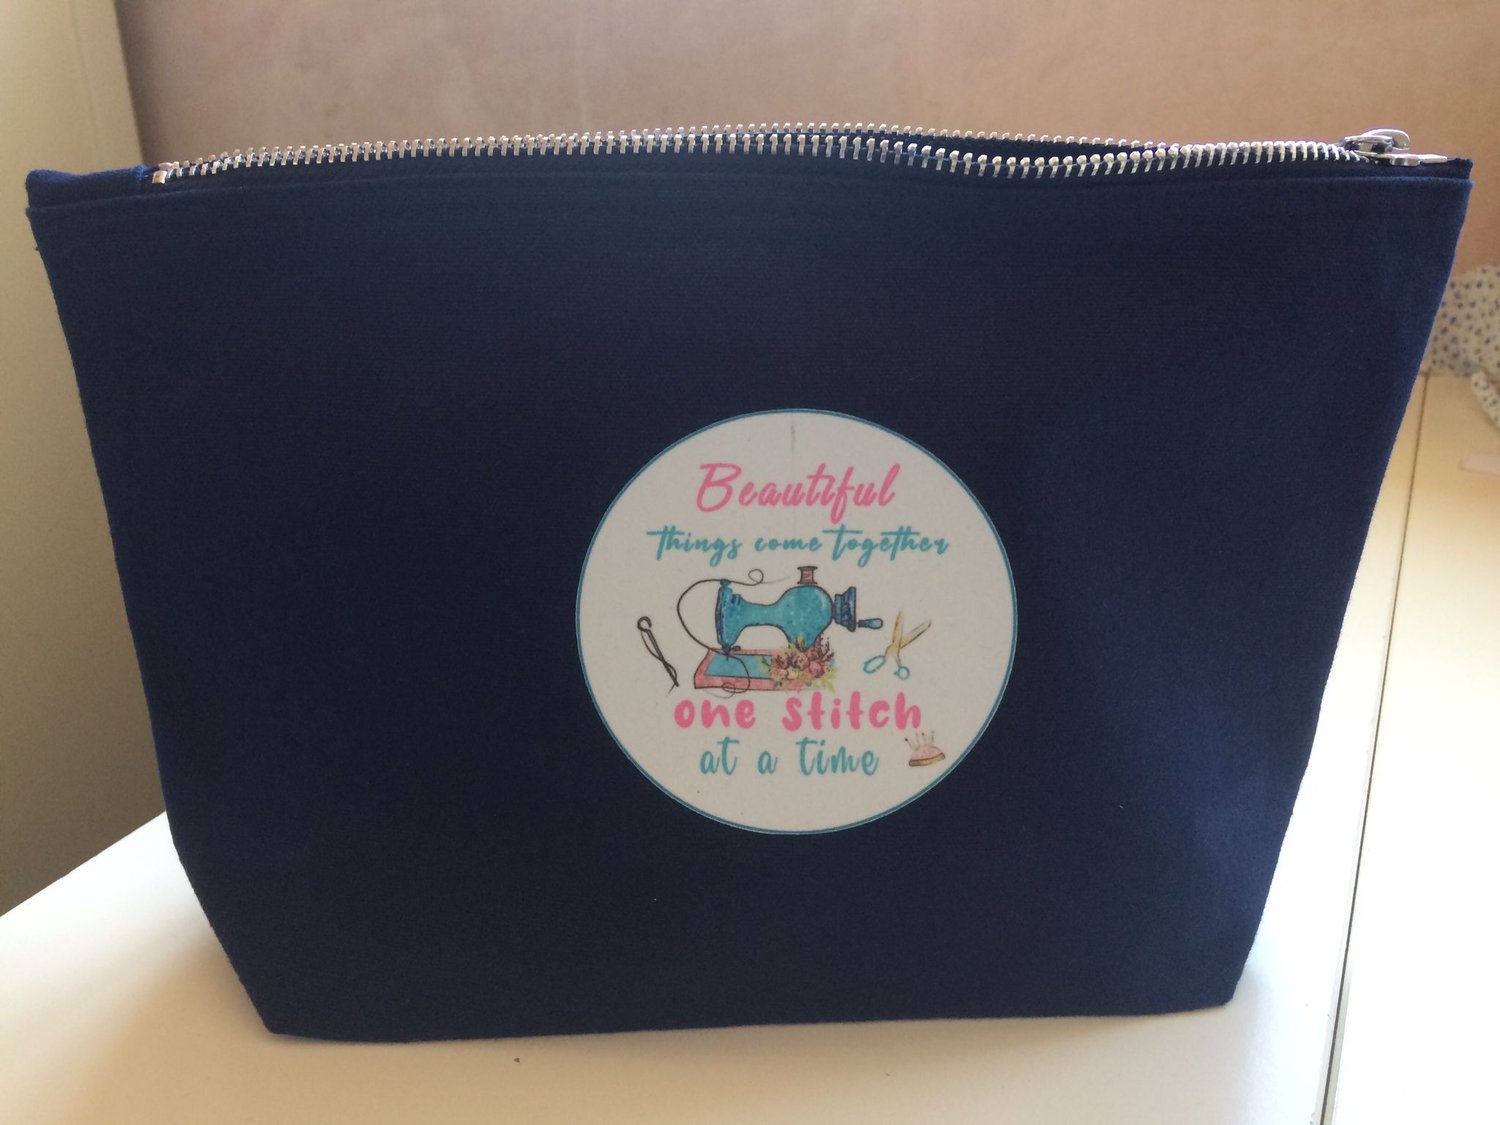 Beautiful
things come together
one stitch
at a time